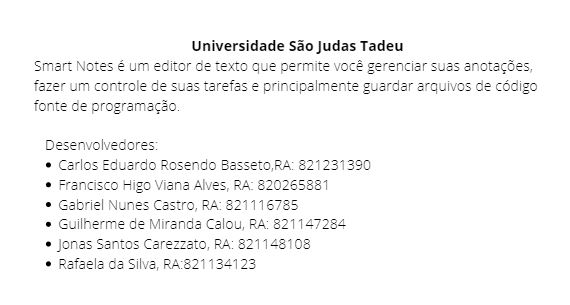 Universidade São Judas Tadeu
Smart Notes é um editor de texto que permite você gerenciar suas anotações,
fazer um controle de suas tarefas e principalmente guardar arquivos de código
fonte de programação.
Desenvolvedores:
• Carlos Eduardo Rosendo Basseto,RA: 821231390
• Francisco Higo Viana Alves, RA: 820265881
• Gabriel Nunes Castro, RA: 821116785
• Guilherme de Miranda Calou, RA: 821147284
• Jonas Santos Carezzato, RA: 821148108
• Rafaela da Silva, RA:821134123